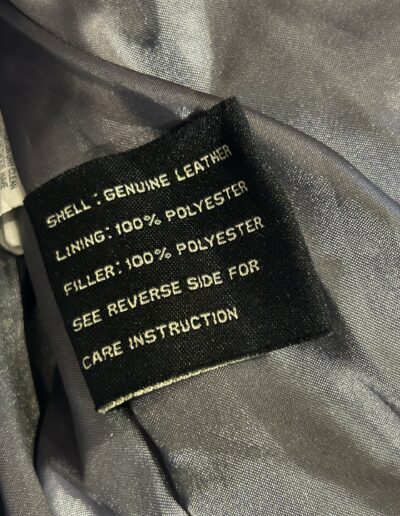 SHELL: GENUINE LEATHER
LINING: 100% POLYESTER
FILLER: 100% POLYESTER
SEE REVERSE SIDE FOR
CARE INSTRUCTION